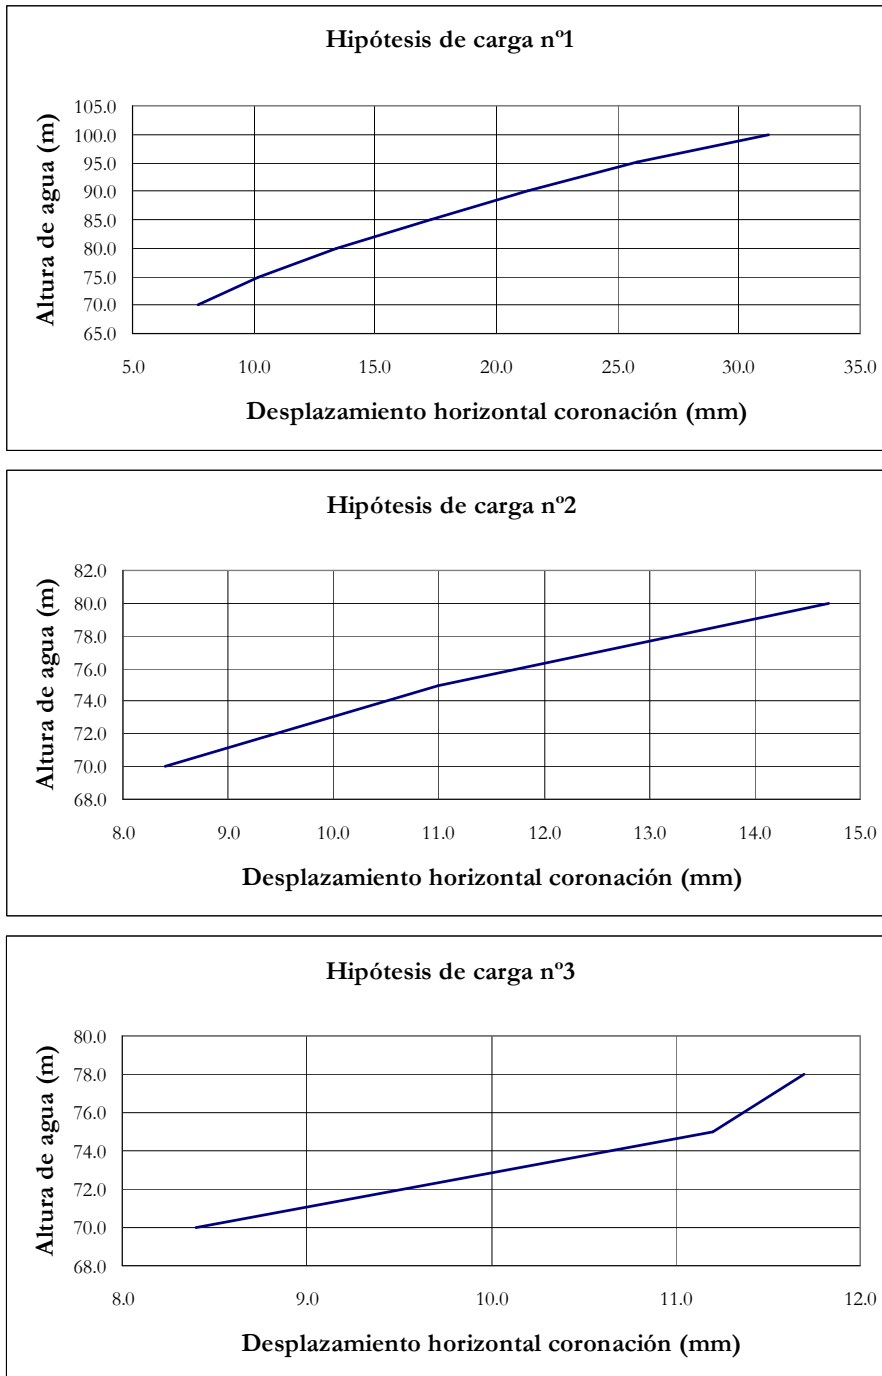 Hipótesis de carga nº1
Altura de agua (m)
105.0
100.0
95.0
90.0
85.0
80.0
75.0
70.0
65.0
5.0 10.0 15.0 20.0 25.0 30.0 35.0
Desplazamiento horizontal coronación (mm)
Hipótesis de carga nº2
Altura de agua (m)
82.0
80.0
78.0
76.0
74.0
72.0
70.0
68.0
8.0 9.0 10.0 11.0 12.0 13.0 14.0 15.0
Desplazamiento horizontal coronación (mm)
Hipótesis de carga nº3
Altura de agua (m)
80.0
78.0
76.0
74.0
72.0
70.0
68.0
8.0 9.0 10.0 11.0 12.0
Desplazamiento horizontal coronación (mm)